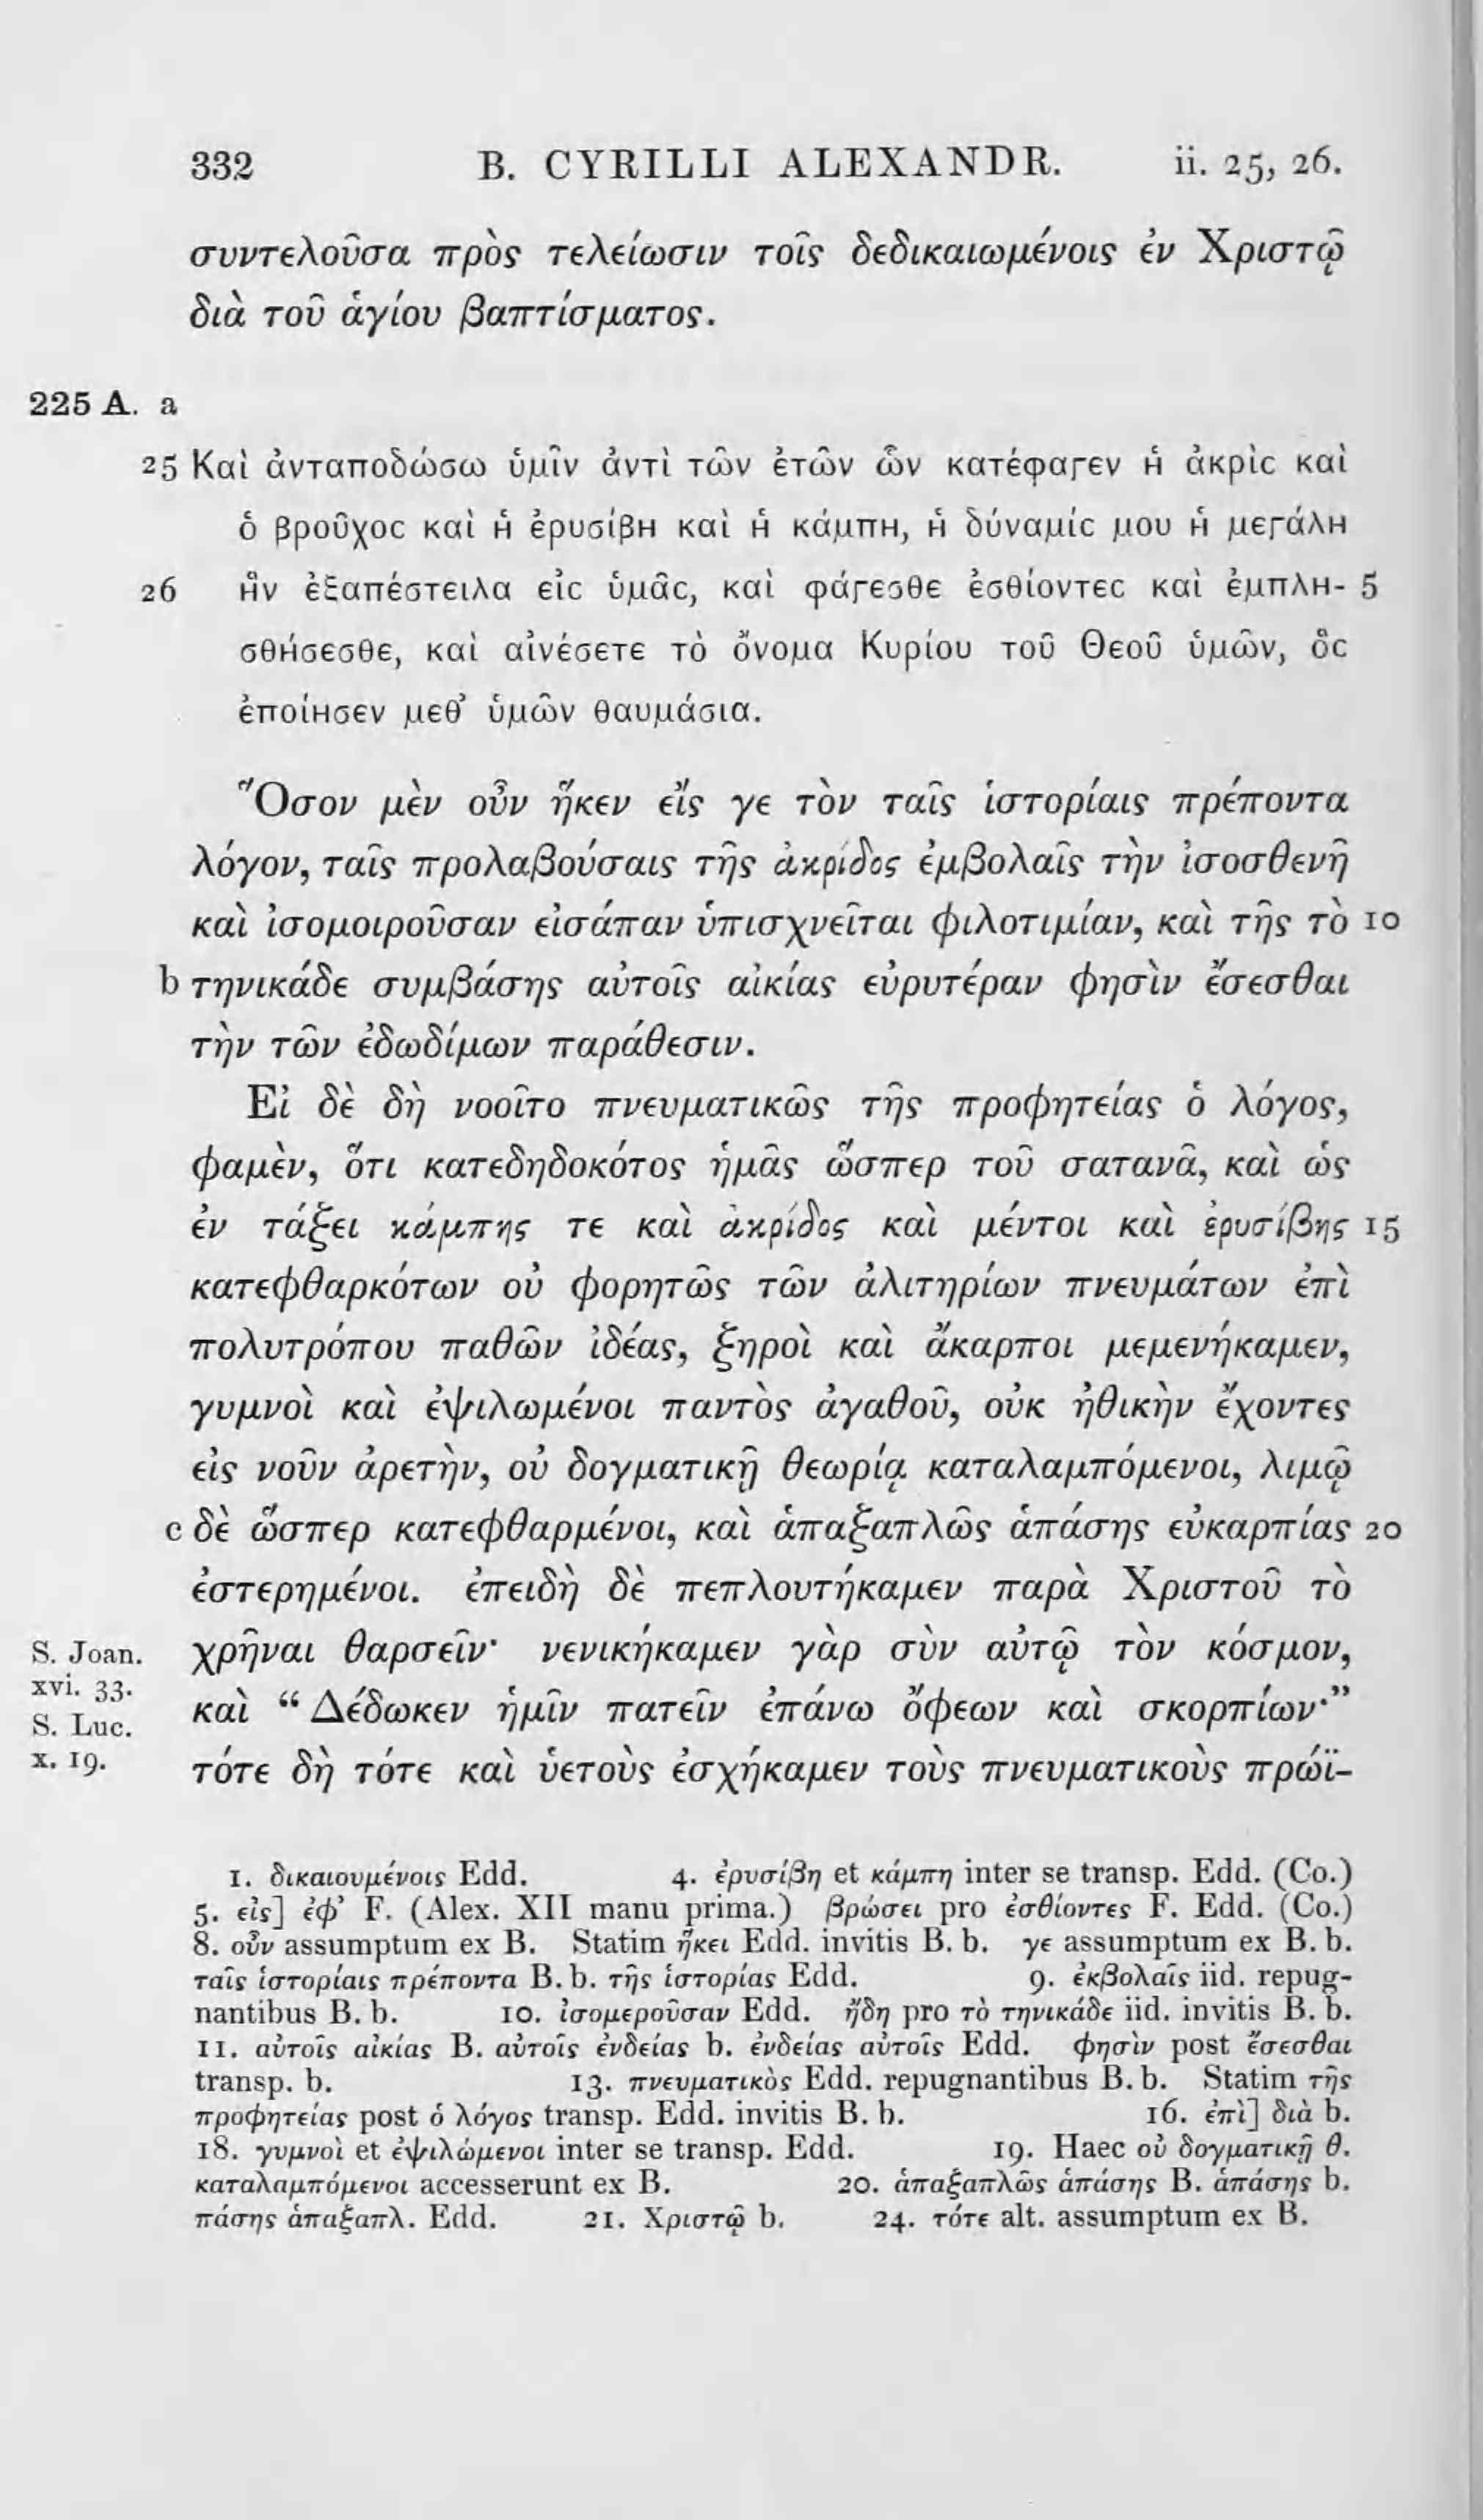 332 B. CYRILLI ALEXANDR. ii. 25, 26.
συντελοῦσα πρὸς τελείωσιν τοῖς δεδικαιωμένοις ἐν Χριστῷ
διὰ τοῦ ἁγίου βαπτίσματος.
225 A. a
25 Καὶ ἀνταποδώσω ὑμῖν ἀντὶ τῶν ἐτῶν ὧν κατέφαγεν ἡ ἀκρὶς καὶ
ὁ βροῦχος καὶ ἡ ἐρυσίβη καὶ ἡ κάμπη, ἡ δύναμίς μου ἡ μεγάλη
26 ἣν ἐξαπέστειλα εἰς ὑμᾶς, καὶ φάγεσθε ἐσθίοντες καὶ ἐμπλη- 5
σθήσεσθε, καὶ αἰνέσετε τὸ ὄνομα Κυρίου τοῦ Θεοῦ ὑμῶν, ὃς
ἐποίησεν μεθ’ ὑμῶν θαυμάσια.
Ὅσον μὲν οὖν ἧκεν εἴς γε τὸν ταῖς ἱστορίαις πρέποντα
λόγον, ταῖς προλαβούσαις τῆς ἀκρίδος ἐμβολαῖς τὴν ἰσοσθενῆ
καὶ ἰσομοιροῦσαν εἰσάπαν ὑπισχνεῖται φιλοτιμίαν, καὶ τῆς τὸ 10
b τηνικάδε συμβάσης αὐτοῖς αἰκίας εὐρυτέραν φησὶν ἔσεσθαι
τὴν τῶν ἐδωδίμων παράθεσιν.
Εἰ δὲ δὴ νοοῖτο πνευματικῶς τῆς προφητείας ὁ λόγος,
φαμὲν, ὅτι κατεδηδοκότος ἡμᾶς ὥσπερ τοῦ σατανᾶ, καὶ ὡς
ἐν τάξει κάμπης τε καὶ ἀκρίδος καὶ μέντοι καὶ ἐρυσίβης 15
κατεφθαρκότων οὐ φορητῶς τῶν ἀλιτηρίων πνευμάτων ἐπὶ
πολυτρόπου παθῶν ἰδέας, ξηροὶ καὶ ἄκαρποι μεμενήκαμεν,
γυμνοὶ καὶ ἐψιλωμένοι παντὸς ἀγαθοῦ, οὐκ ἠθικὴν ἔχοντες
εἰς νοῦν ἀρετὴν, οὐ δογματικῇ θεωρίᾳ καταλαμπόμενοι, λιμῷ
c δὲ ὥσπερ κατεφθαρμένοι, καὶ ἁπαξαπλῶς ἁπάσης εὐκαρπίας 20
ἐστερημένοι. ἐπειδὴ δὲ πεπλουτήκαμεν παρὰ Χριστοῦ τὸ
S. Joan. χρῆναι θαρσεῖν· νενικήκαμεν γὰρ σὺν αὐτῷ τὸν κόσμον,
xvi. 33.
S. Luc. καὶ “ Δέδωκεν ἡμῖν πατεῖν ἐπάνω ὄφεων καὶ σκορπίων·”
x. 19. τότε δὴ τότε καὶ ὑετοὺς ἐσχήκαμεν τοὺς πνευματικοὺς πρώϊ-
1. δικαιουμένοις Edd. 4. ἐρυσίβη et κάμπη inter se transp. Edd. (Co.)
5. εἰς] ἐφ’ F. (Alex. XII manu prima.) βρώσει pro ἐσθίοντες F. Edd. (Co.)
8. οὖν assumptum ex B. Statim ἥκει Edd. invitis B. b. γε assumptum ex B. b.
ταῖς ἱστορίαις πρέποντα B. b. τῆς ἱστορίας Edd. 9. ἐκβολαῖς iid. repug-
nantibus B. b. 10. ἰσομεροῦσαν Edd. ἤδη pro τὸ τηνικάδε iid. invitis B. b.
11. αὐτοῖς αἰκίας B. αὐτοῖς ἐνδείας b. ἐνδείας αὐτοῖς Edd. φησὶν post ἔσεσθαι
transp. b. 13. πνευματικὸς Edd. repugnantibus B. b. Statim τῆς
προφητείας post ὁ λόγος transp. Edd. invitis B. b. 16. ἐπὶ] διὰ b.
18. γυμνοὶ et ἐψιλώμενοι inter se transp. Edd. 19. Haec οὐ δογματικῇ θ.
καταλαμπόμενοι accesserunt ex B. 20. ἁπαξαπλῶς ἁπάσης B. ἁπάσης b.
πάσης ἁπαξαπλ. Edd. 21. Χριστῷ b. 24. τότε alt. assumptum ex B.